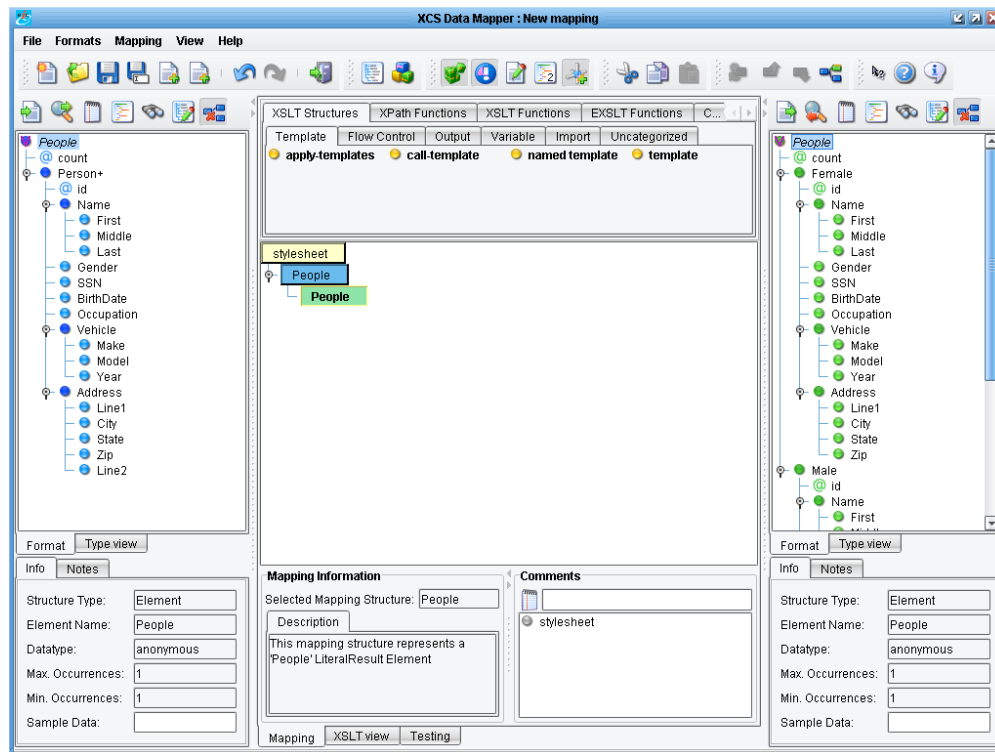 XCS Data Mapper : New mapping
File Formats Mapping View Help
People
@ count
Person+
@ id
Name
First
Middle
Last
Gender
SSN
BirthDate
Occupation
Vehicle
Make
Model
Year
Address
Line1
City
State
Zip
Line2
Format Type view
Info Notes
Structure Type: Element
Element Name: People
Datatype: anonymous
Max. Occurrences: 1
Min. Occurrences: 1
Sample Data:
XSLT Structures XPath Functions XSLT Functions EXSLT Functions C...
Template Flow Control Output Variable Import Uncategorized
apply-templates call-template named template template
stylesheet
People
People
Mapping Information
Selected Mapping Structure: People
Description
This mapping structure represents a
'People' LiteralResult Element
Comments
stylesheet
Mapping XSLT view Testing
People
@ count
Female
@ id
Name
First
Middle
Last
Gender
SSN
BirthDate
Occupation
Vehicle
Make
Model
Year
Address
Line1
City
State
Zip
Male
@ id
Name
First
Format Type view
Info Notes
Structure Type: Element
Element Name: People
Datatype: anonymous
Max. Occurrences: 1
Min. Occurrences: 1
Sample Data: